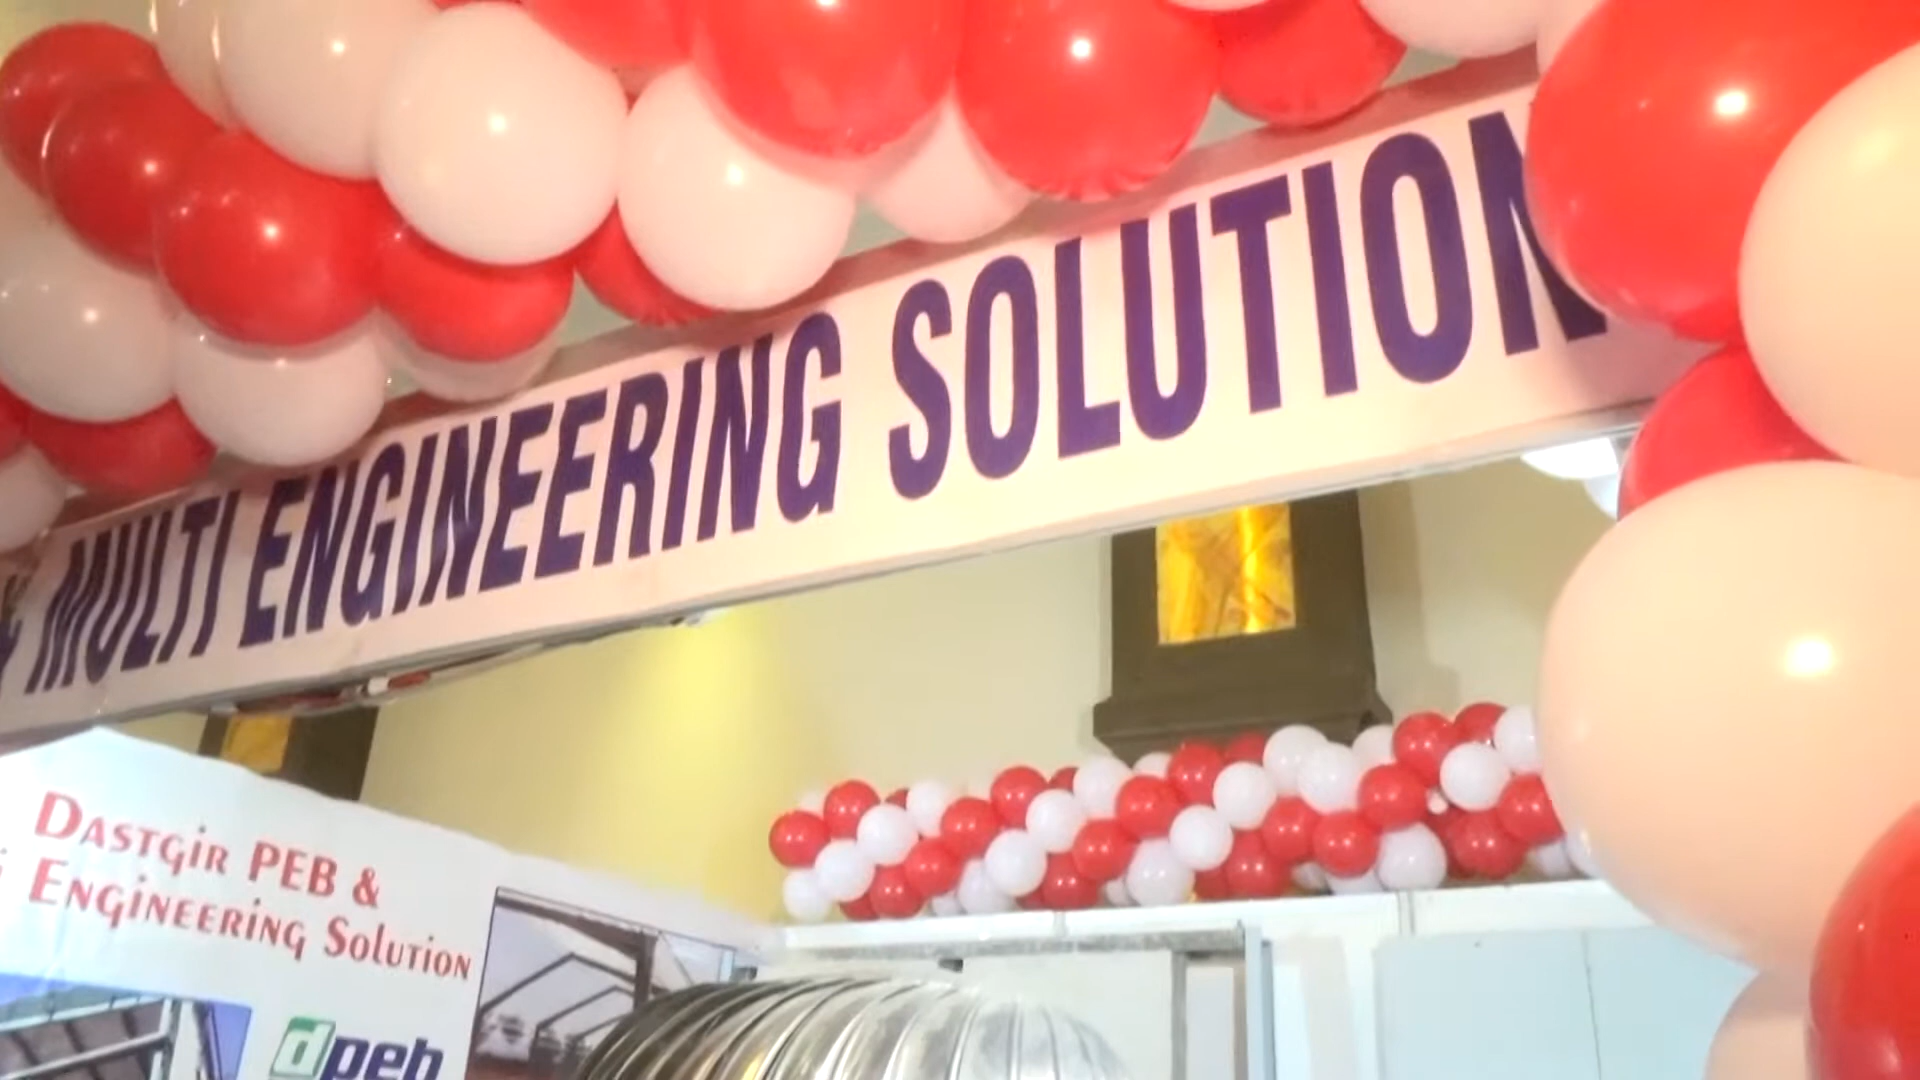 & MULTI ENGINEERING SOLUTION
DASTGIR PEB &
i ENGINEERING SOLUTION
dpeb